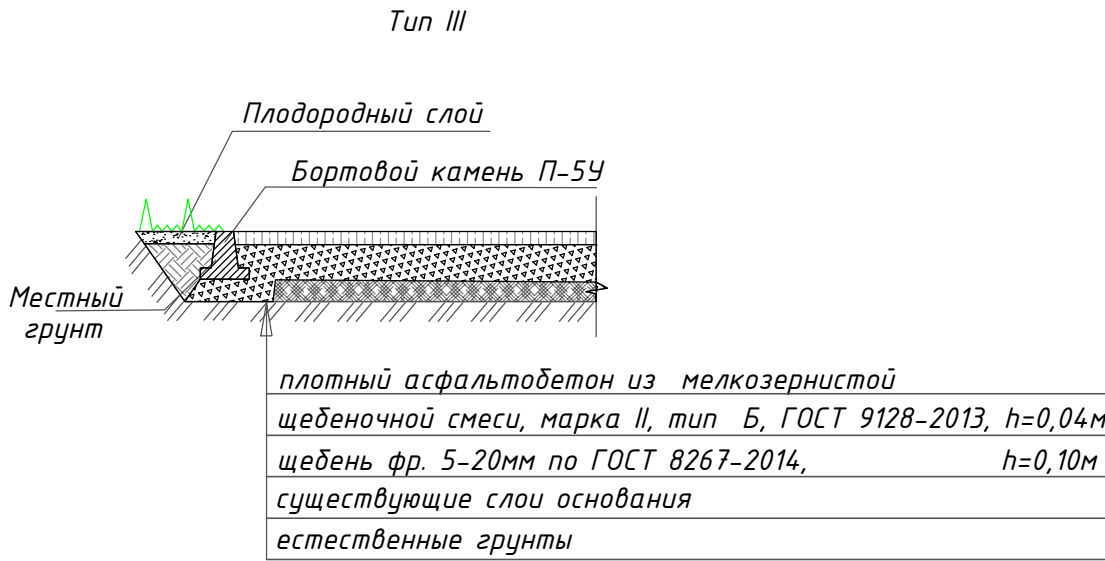 Тип III
Плодородный слой
Бортовой камень П-5У
Местный
грунт
плотный асфальтобетон из мелкозернистой
щебеночной смеси, марка II, тип Б, ГОСТ 9128-2013, h=0,04м
щебень фр. 5-20мм по ГОСТ 8267-2014, h=0,10м
существующие слои основания
естественные грунты